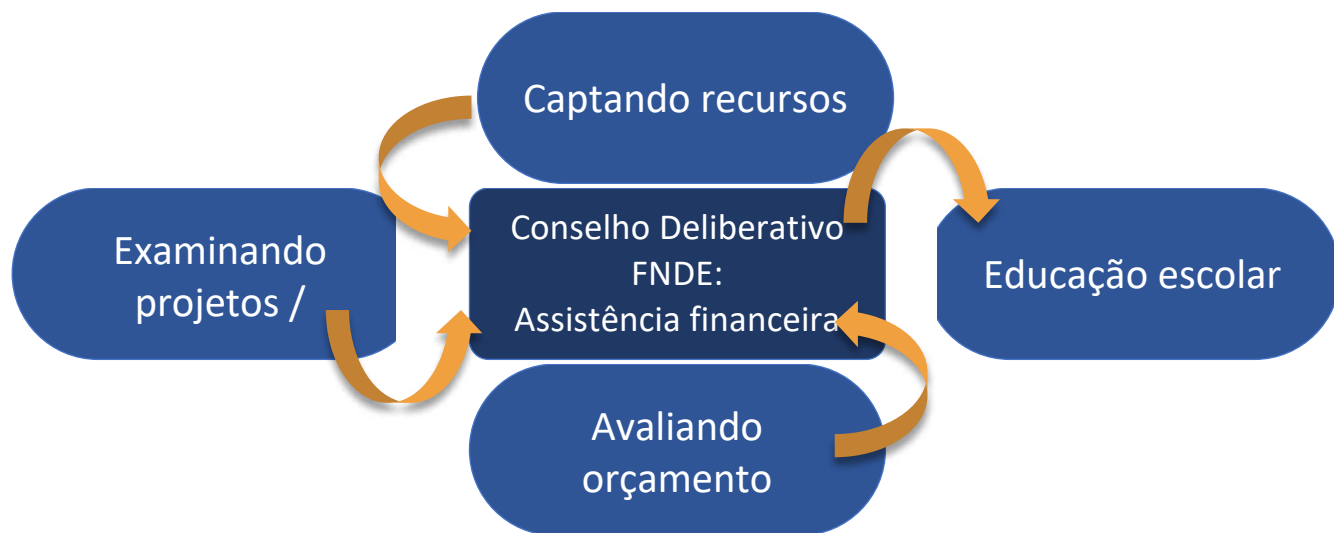 Captando recursos
Examinando
projetos /
Conselho Deliberativo
FNDE:
Assistência financeira
Educação escolar
Avaliando
orçamento